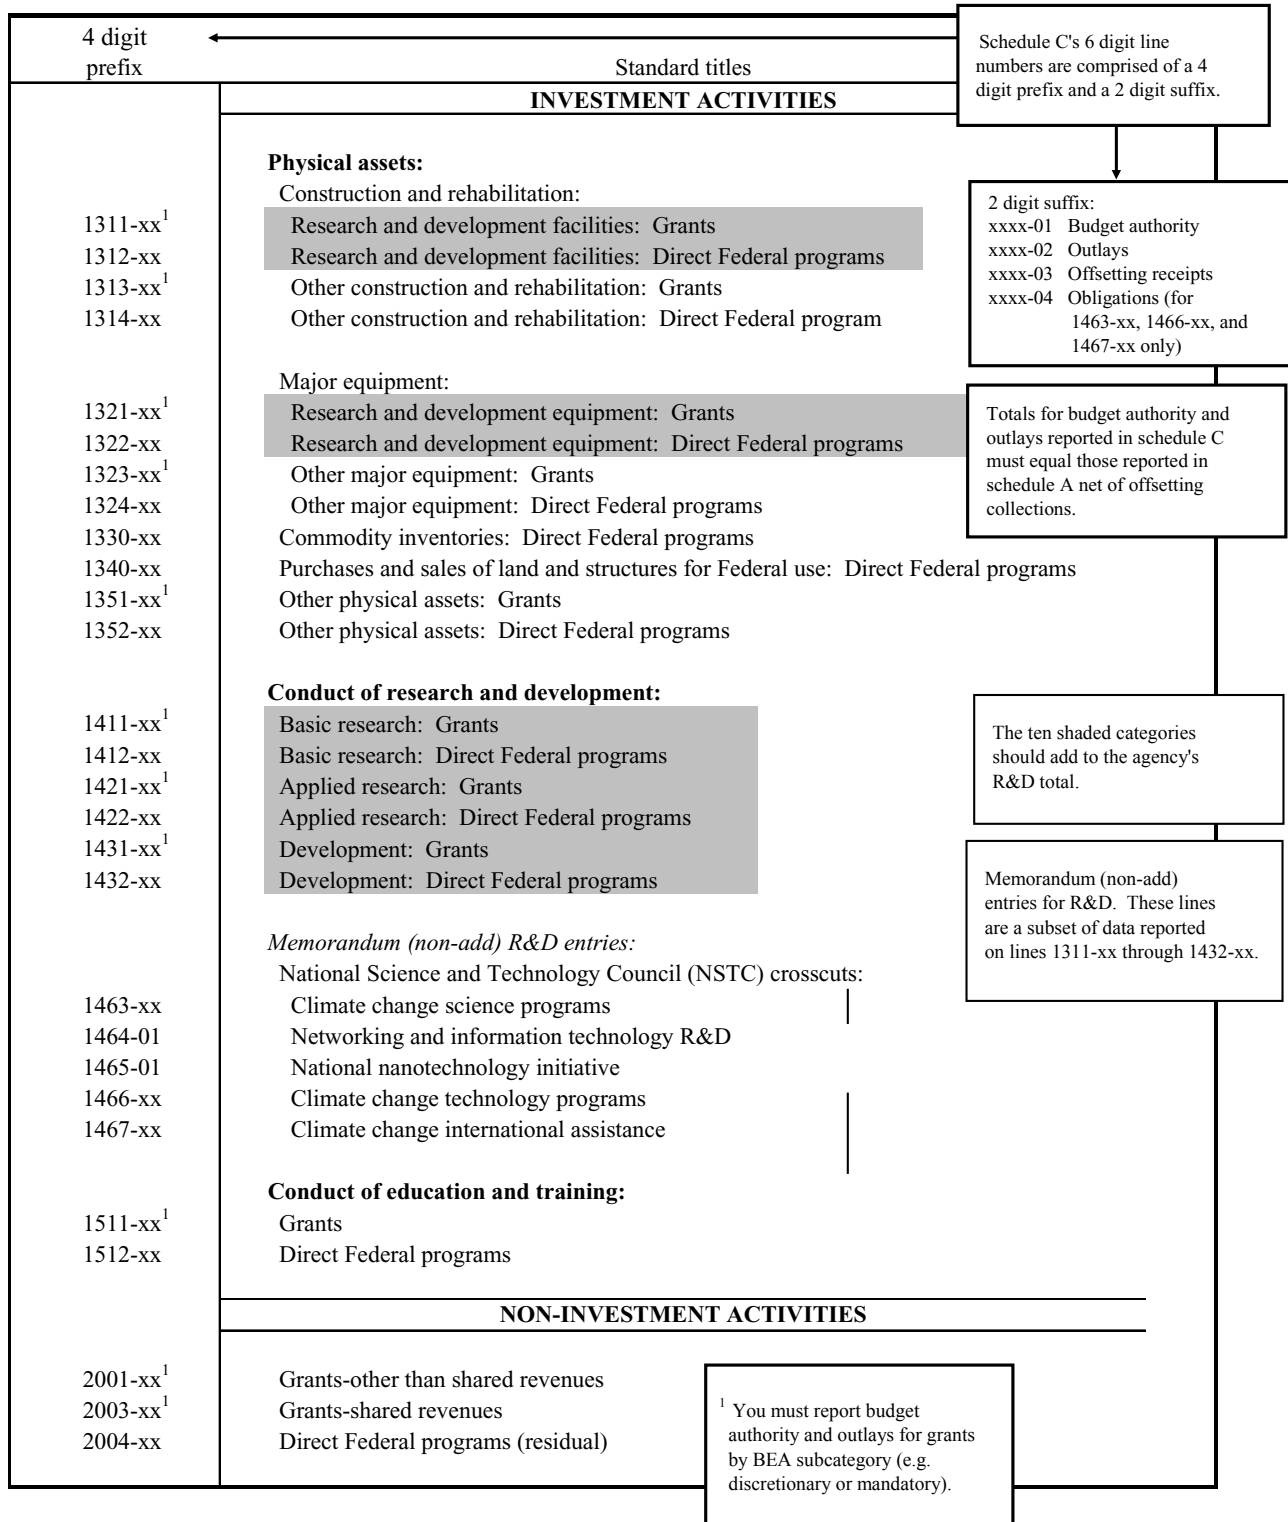 4 digit
prefix
Standard titles
Schedule C's 6 digit line
numbers are comprised of a 4
digit prefix and a 2 digit suffix.
INVESTMENT ACTIVITIES
Physical assets:
Construction and rehabilitation:
1311-xx¹ Research and development facilities: Grants
1312-xx Research and development facilities: Direct Federal programs
1313-xx¹ Other construction and rehabilitation: Grants
1314-xx Other construction and rehabilitation: Direct Federal program
2 digit suffix:
xxxx-01 Budget authority
xxxx-02 Outlays
xxxx-03 Offsetting receipts
xxxx-04 Obligations (for
1463-xx, 1466-xx, and
1467-xx only)
Major equipment:
1321-xx¹ Research and development equipment: Grants
1322-xx Research and development equipment: Direct Federal programs
1323-xx¹ Other major equipment: Grants
1324-xx Other major equipment: Direct Federal programs
1330-xx Commodity inventories: Direct Federal programs
1340-xx Purchases and sales of land and structures for Federal use: Direct Federal programs
1351-xx¹ Other physical assets: Grants
1352-xx Other physical assets: Direct Federal programs
Totals for budget authority and
outlays reported in schedule C
must equal those reported in
schedule A net of offsetting
collections.
Conduct of research and development:
1411-xx¹ Basic research: Grants
1412-xx Basic research: Direct Federal programs
1421-xx¹ Applied research: Grants
1422-xx Applied research: Direct Federal programs
1431-xx¹ Development: Grants
1432-xx Development: Direct Federal programs
The ten shaded categories
should add to the agency's
R&D total.
Memorandum (non-add) R&D entries:
National Science and Technology Council (NSTC) crosscuts:
1463-xx Climate change science programs
1464-01 Networking and information technology R&D
1465-01 National nanotechnology initiative
1466-xx Climate change technology programs
1467-xx Climate change international assistance
Memorandum (non-add)
entries for R&D. These lines
are a subset of data reported
on lines 1311-xx through 1432-xx.
Conduct of education and training:
1511-xx¹ Grants
1512-xx Direct Federal programs
NON-INVESTMENT ACTIVITIES
2001-xx¹ Grants-other than shared revenues
2003-xx¹ Grants-shared revenues
2004-xx Direct Federal programs (residual)
¹ You must report budget
authority and outlays for grants
by BEA subcategory (e.g.
discretionary or mandatory).